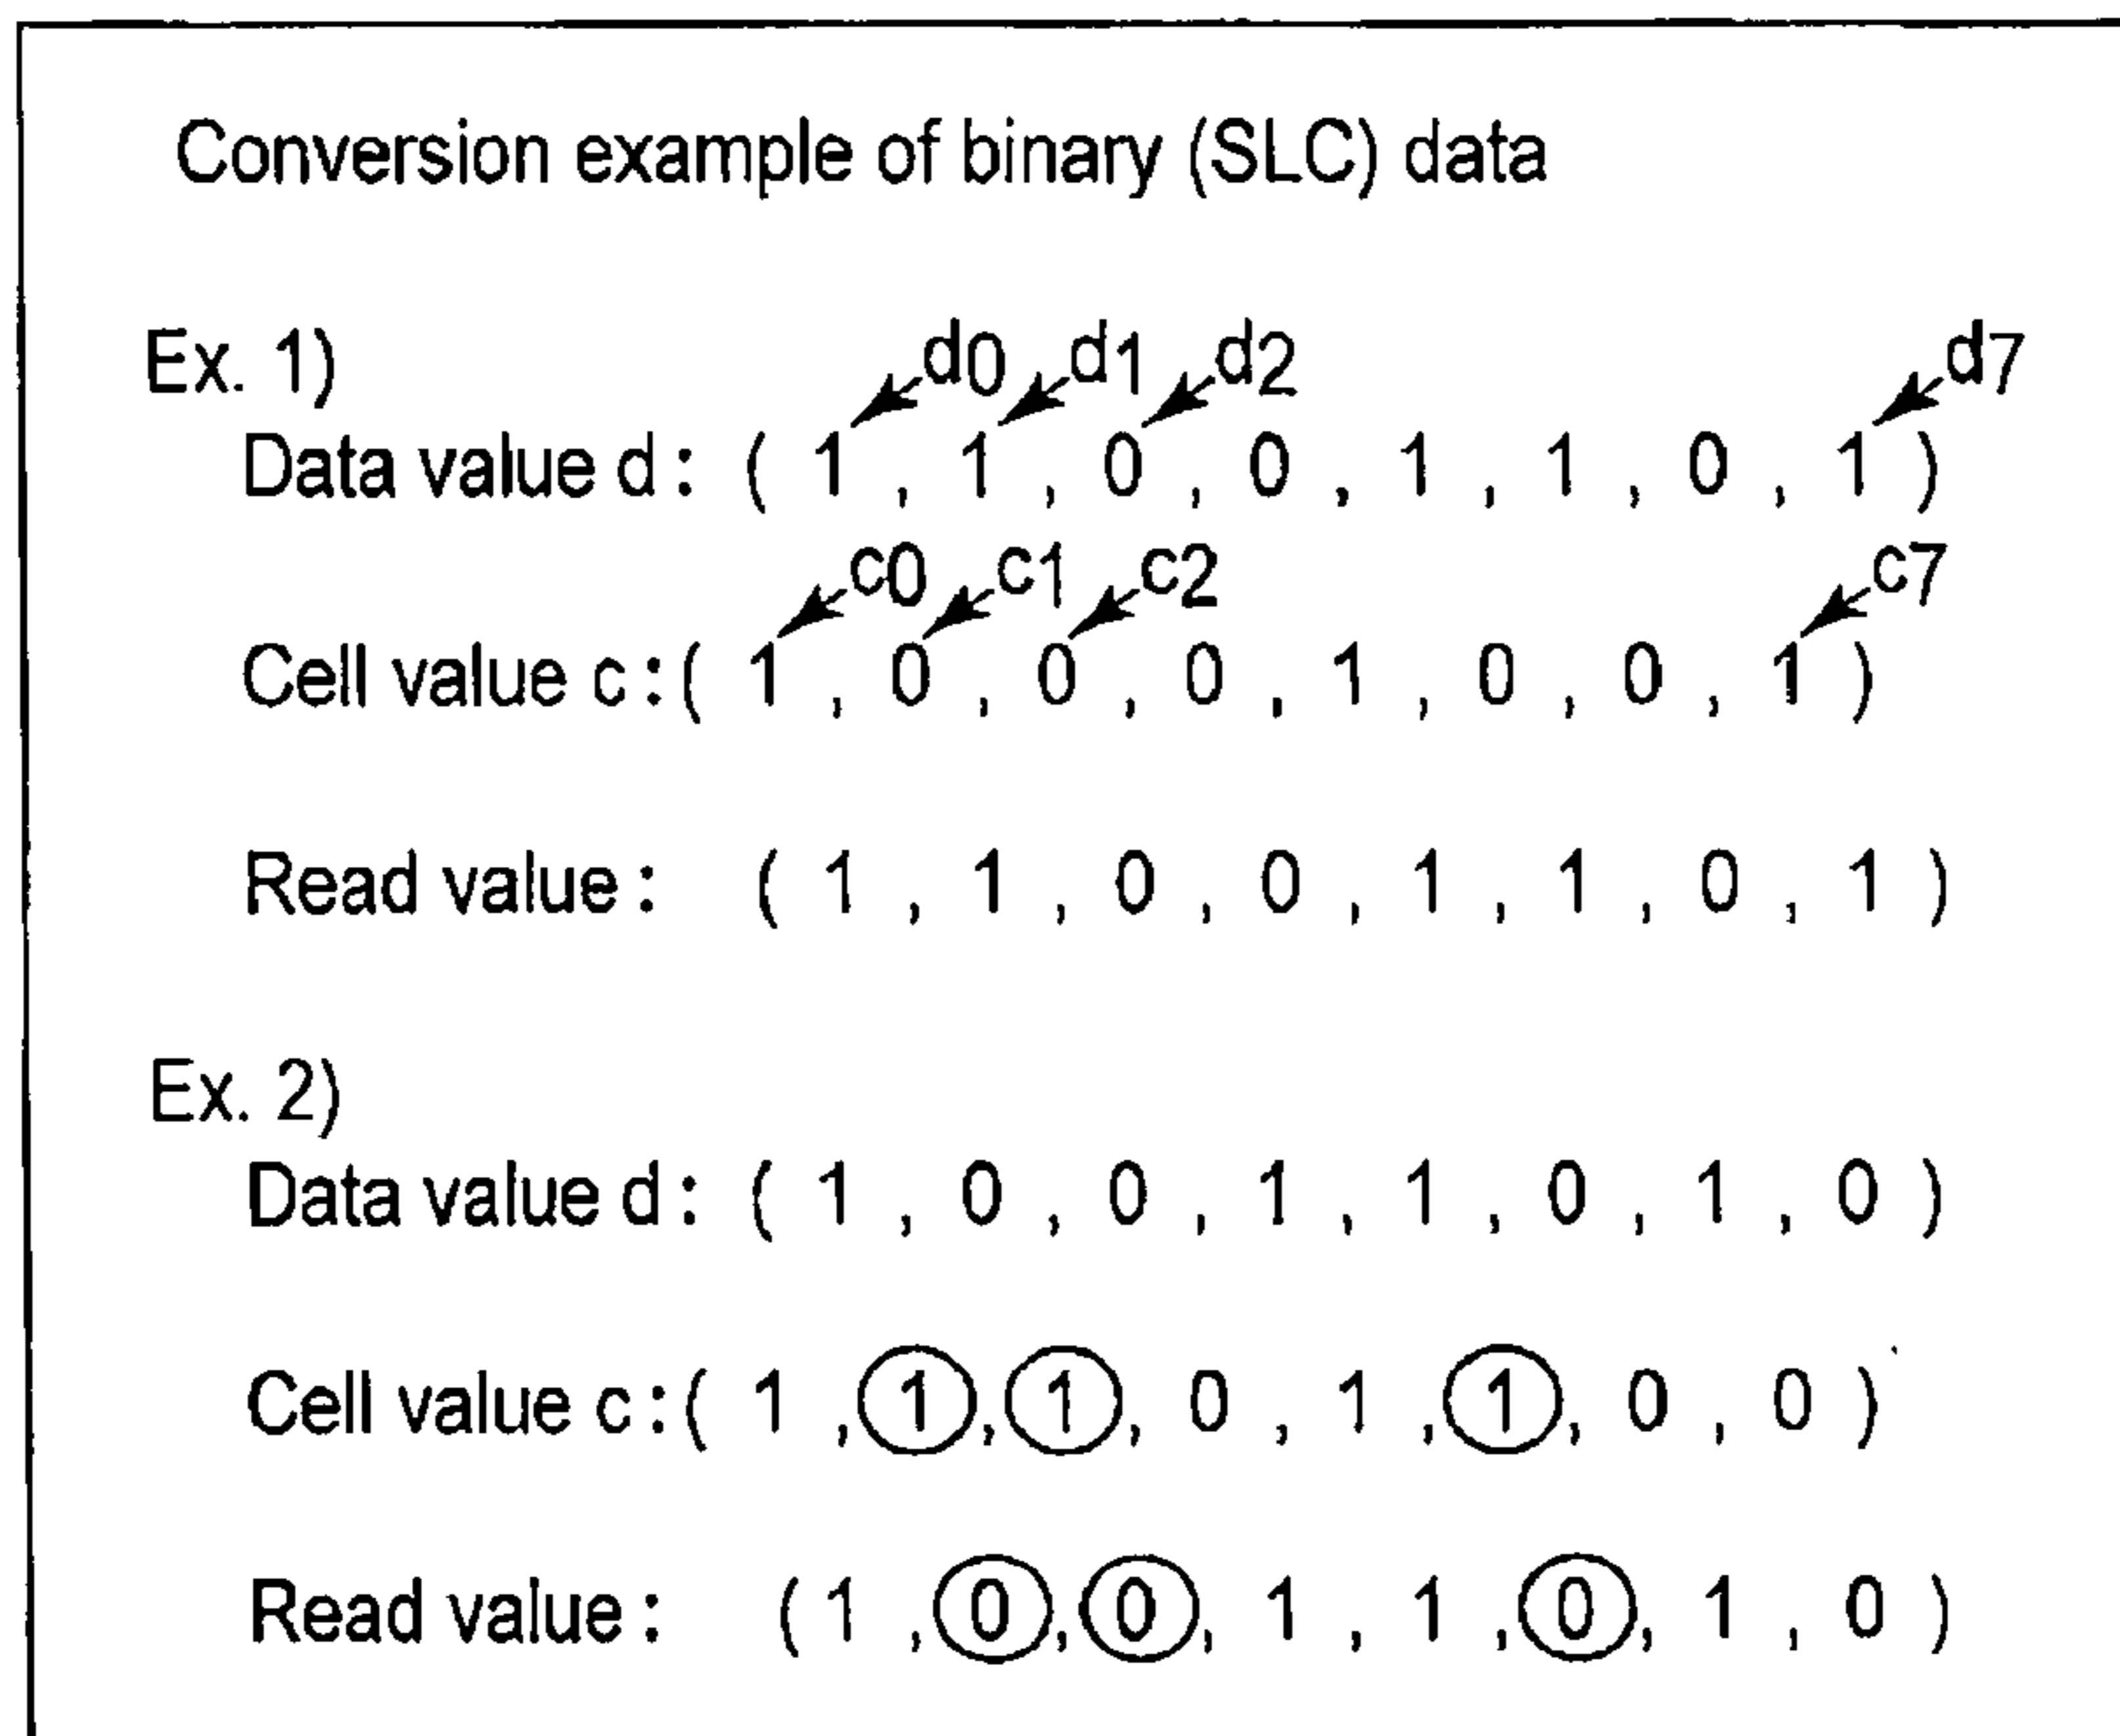 Conversion example of binary (SLC) data
Ex. 1)
d0 d1 d2 d7
Data value d : ( 1 , 1 , 0 , 0 , 1 , 1 , 0 , 1 )
c0 c1 c2 c7
Cell value c : ( 1 , 0 , 0 , 0 , 1 , 0 , 0 , 1 )
Read value : ( 1 , 1 , 0 , 0 , 1 , 1 , 0 , 1 )
Ex. 2)
Data value d : ( 1 , 0 , 0 , 1 , 1 , 0 , 1 , 0 )
Cell value c : ( 1 , 1 , 1 , 0 , 1 , 1 , 0 , 0 )
Read value : ( 1 , 0 , 0 , 1 , 1 , 0 , 1 , 0 )